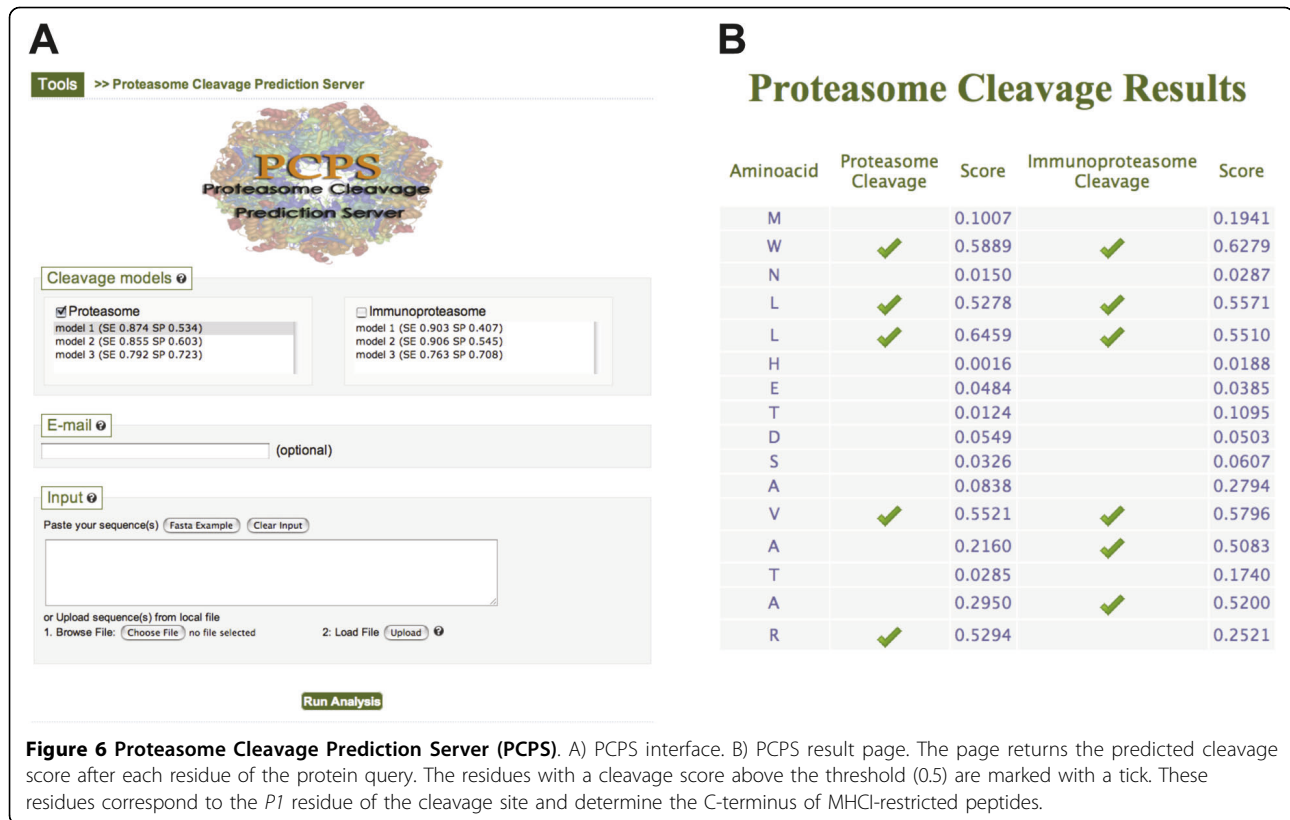 A
Tools >> Proteasome Cleavage Prediction Server
PCPS
Proteasome Cleavage
Prediction Server
Cleavage models ?
Proteasome
model 1 (SE 0.874 SP 0.534)
model 2 (SE 0.855 SP 0.603)
model 3 (SE 0.792 SP 0.723)
Immunoproteasome
model 1 (SE 0.903 SP 0.407)
model 2 (SE 0.906 SP 0.545)
model 3 (SE 0.763 SP 0.708)
E-mail ?
(optional)
Input ?
Paste your sequence(s) Fasta Example Clear Input
or Upload sequence(s) from local file
1. Browse File: Choose File no file selected 2: Load File Upload ?
Run Analysis
B
Proteasome Cleavage Results
Aminoacid Proteasome Cleavage Score Immunoproteasome Cleavage Score
M 0.1007 0.1941
W ✓ 0.5889 ✓ 0.6279
N 0.0150 0.0287
L ✓ 0.5278 ✓ 0.5571
L ✓ 0.6459 ✓ 0.5510
H 0.0016 0.0188
E 0.0484 0.0385
T 0.0124 0.1095
D 0.0549 0.0503
S 0.0326 0.0607
A 0.0838 0.2794
V ✓ 0.5521 ✓ 0.5796
A 0.2160 ✓ 0.5083
T 0.0285 0.1740
A 0.2950 ✓ 0.5200
R ✓ 0.5294 0.2521
Figure 6 Proteasome Cleavage Prediction Server (PCPS). A) PCPS interface. B) PCPS result page. The page returns the predicted cleavage
score after each residue of the protein query. The residues with a cleavage score above the threshold (0.5) are marked with a tick. These
residues correspond to the P1 residue of the cleavage site and determine the C-terminus of MHCI-restricted peptides.